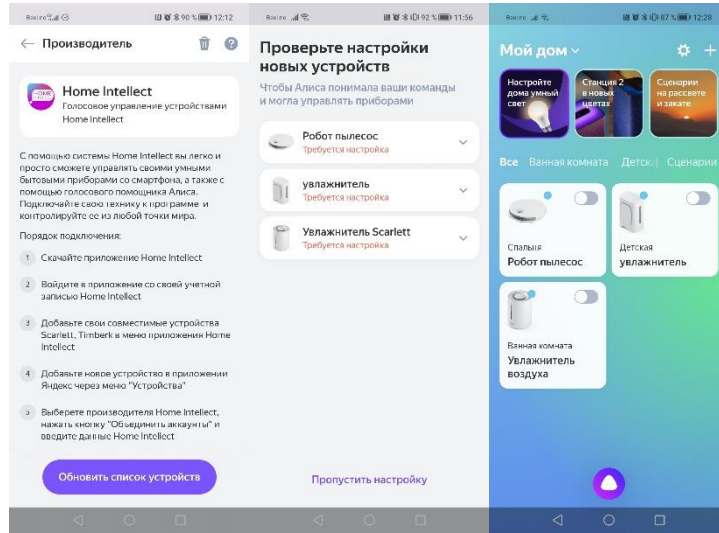 90 % 12:12
Производитель
Home Intellect
Голосовое управление устройствами
Home Intellect
С помощью системы Home Intellect вы легко и
просто сможете управлять своими умными
бытовыми приборами со смартфона, а также с
помощью голосового помощника Алиса.
Подключайте свою технику к программе и
контролируйте ее из любой точки мира.
Порядок подключения:
1 Скачайте приложение Home Intellect
2 Войдите в приложение со своей учетной
записью Home Intellect
3 Добавьте свои совместимые устройства
Scarlett, Timberk в меню приложения Home
Intellect
4 Добавьте новое устройство в приложении
Яндекс через меню "Устройства"
5 Выберете производителя Home Intellect,
нажать кнопку "Объединить аккаунты" и
введите данные Home Intellect
Обновить список устройств
92 % 11:56
Проверьте настройки
новых устройств
Чтобы Алиса понимала ваши команды
и могла управлять приборами
Робот пылесос
Требуется настройка
увлажнитель
Требуется настройка
Увлажнитель Scarlett
Требуется настройка
Пропустить настройку
87 % 12:28
Мой дом
Настройте
дома умный
свет
Станция 2
в новых
цветах
Сценарии
на рассвете
и закате
Все Ванная комната Детск Сценарии
Спальня
Робот пылесос
Детская
увлажнитель
Ванная комната
Увлажнитель
воздуха